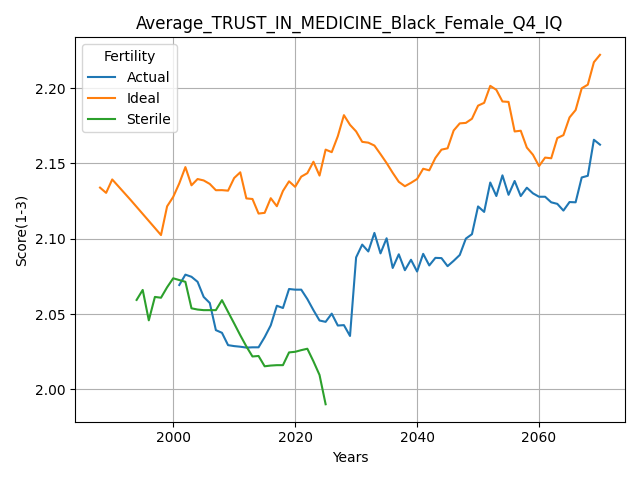 Average_TRUST_IN_MEDICINE_Black_Female_Q4_IQ
Fertility
Actual
Ideal
Sterile
Score(1-3)
2.20
2.15
2.10
2.05
2.00
2000
2020
2040
2060
Years